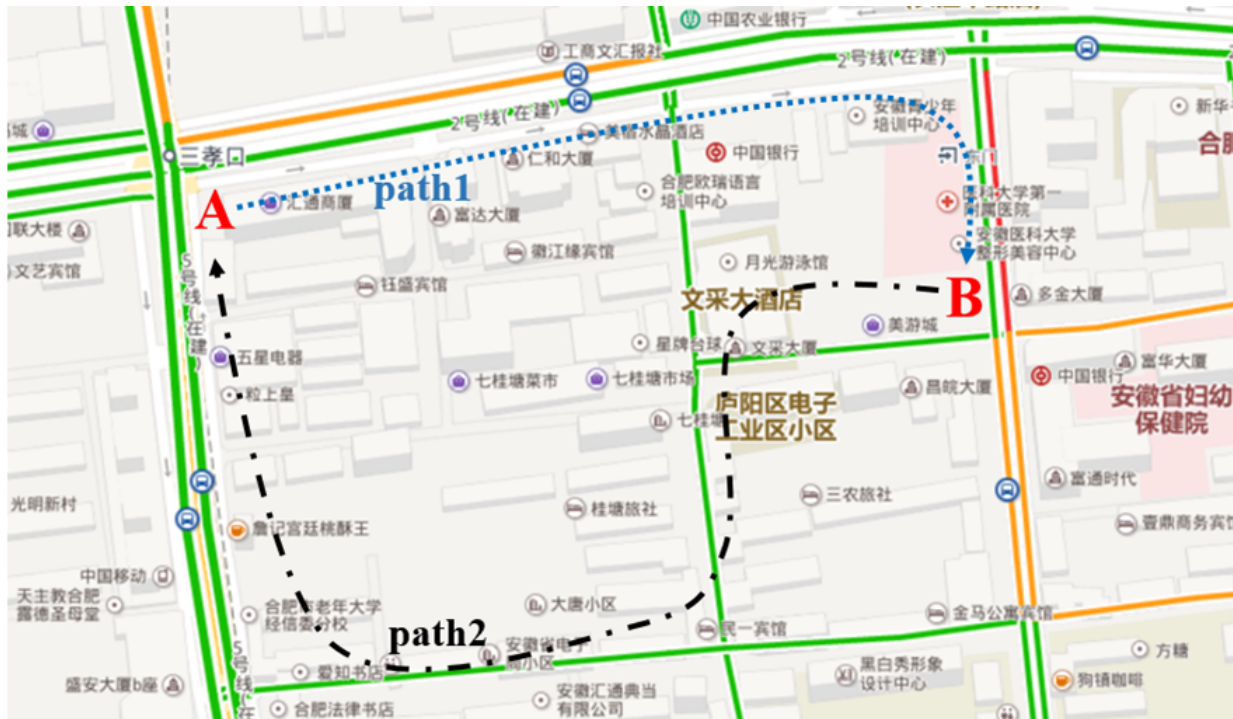 中国农业银行
工商文汇报社
2号线(在建)
2号线(在建)
三孝口
美宿水晶酒店
安徽青少年
培训中心
新华书
合肥
仁和大厦
中国银行
东门
path1
A
汇通商厦
富达大厦
合肥欧瑞语言
培训中心
医科大学第一
附属医院
联大楼
文艺宾馆
徽江缘宾馆
月光游泳馆
安徽医科大学
整形美容中心
5号线(在建)
钰盛宾馆
文采大酒店
B
多金大厦
美游城
五星电器
星牌台球
文采大厦
富华大厦
粒上皇
七桂塘菜市
七桂塘市场
昌皖大厦
中国银行
庐阳区电子
工业区小区
安徽省妇幼
保健院
七桂塘
光明新村
富通时代
三农旅社
桂塘旅社
詹记宫廷桃酥王
壹鼎商务宾馆
中国移动
天主教合肥
露德圣母堂
合肥市老年大学
经信委分校
大唐小区
金马公寓宾馆
path2
民一宾馆
安徽省电子
局小区
爱知书店
5号线(在
盛安大厦b座
黑白秀形象
设计中心
方糖
狗镇咖啡
合肥法律书店
安徽汇通典当
有限公司